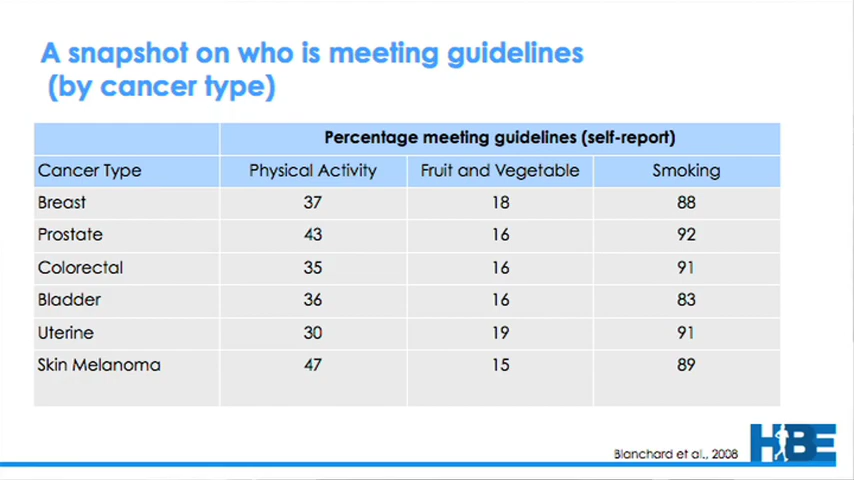 A snapshot on who is meeting guidelines
(by cancer type)
Percentage meeting guidelines (self-report)
Cancer Type Physical Activity Fruit and Vegetable Smoking
Breast 37 18 88
Prostate 43 16 92
Colorectal 35 16 91
Bladder 36 16 83
Uterine 30 19 91
Skin Melanoma 47 15 89
Blanchard et al., 2008
HBE